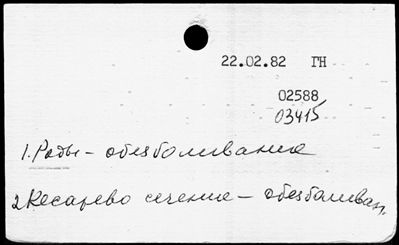 22.02.82 ГН
02588
03415
1. Роды - обезболивание
2. Кесарево сечение - обезболиван.